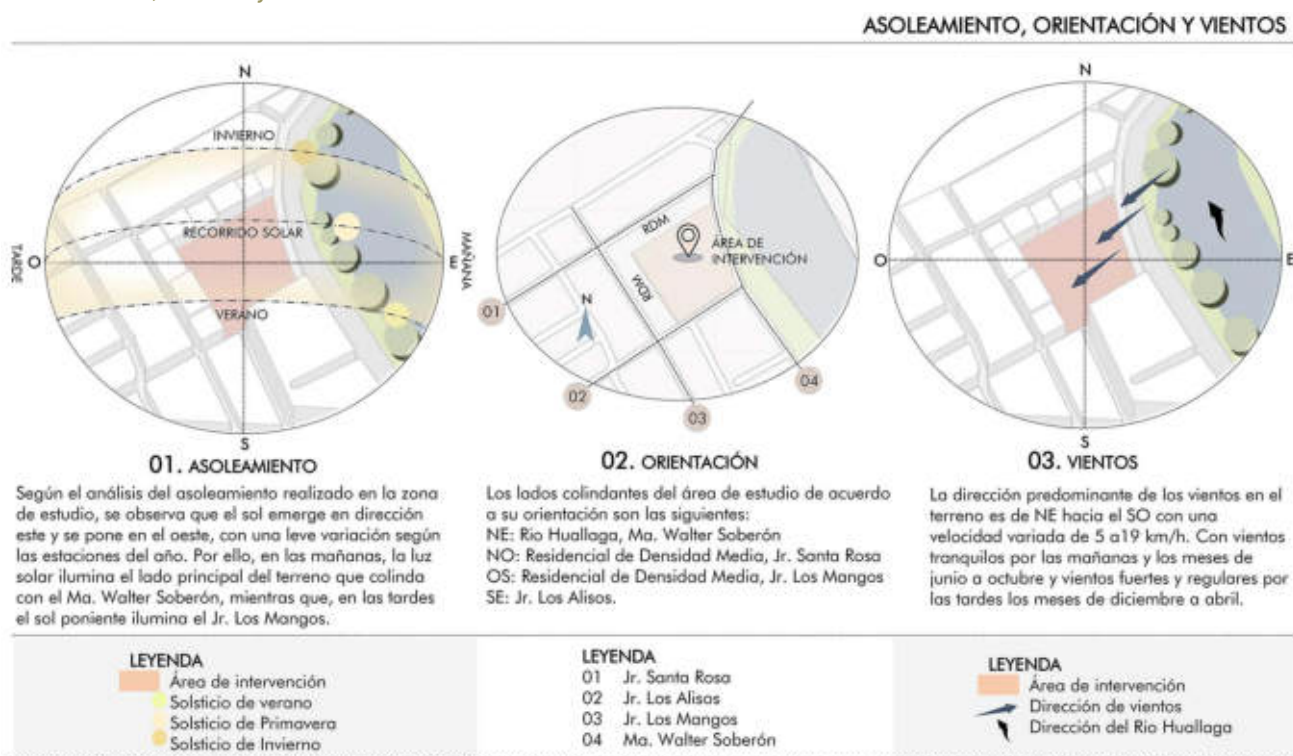 ASOLEAMIENTO, ORIENTACIÓN Y VIENTOS
N
INVIERNO
RECORRIDO SOLAR
VERANO
TARDE
O
E
MAÑANA
S
01. ASOLEAMIENTO
Según el análisis del asoleamiento realizado en la zona
de estudio, se observa que el sol emerge en dirección
este y se pone en el oeste, con una leve variación según
las estaciones del año. Por ello, en las mañanas, la luz
solar ilumina el lado principal del terreno que colinda
con el Ma. Walter Soberón, mientras que, en las tardes
el sol poniente ilumina el Jr. Los Mangos.
LEYENDA
Área de intervención
Solsticio de verano
Solsticio de Primavera
Solsticio de Invierno
RDM
RDM
ÁREA DE
INTERVENCIÓN
N
01
02
03
04
02. ORIENTACIÓN
Los lados colindantes del área de estudio de acuerdo
a su orientación son las siguientes:
NE: Rio Huallaga, Ma. Walter Soberón
NO: Residencial de Densidad Media, Jr. Santa Rosa
OS: Residencial de Densidad Media, Jr. Los Mangos
SE: Jr. Los Alisos.
LEYENDA
01 Jr. Santa Rosa
02 Jr. Los Alisos
03 Jr. Los Mangos
04 Ma. Walter Soberón
N
O
E
S
03. VIENTOS
La dirección predominante de los vientos en el
terreno es de NE hacia el SO con una
velocidad variada de 5 a19 km/h. Con vientos
tranquilos por las mañanas y los meses de
junio a octubre y vientos fuertes y regulares por
las tardes los meses de diciembre a abril.
LEYENDA
Área de intervención
Dirección de vientos
Dirección del Rio Huallaga